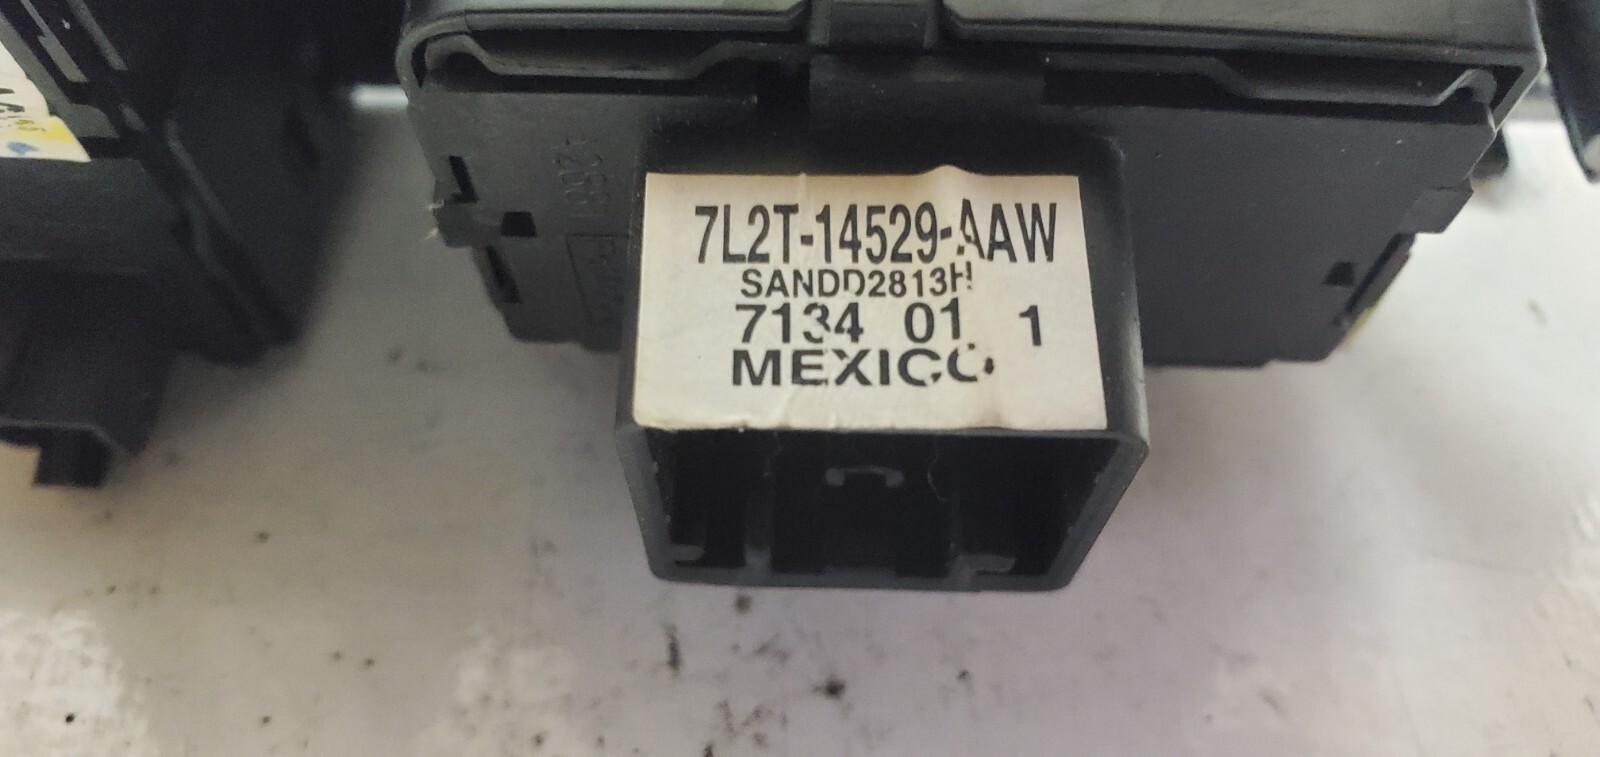 7L2T-14529-AAW
SANDD2813H
7134 01 1
MEXICO